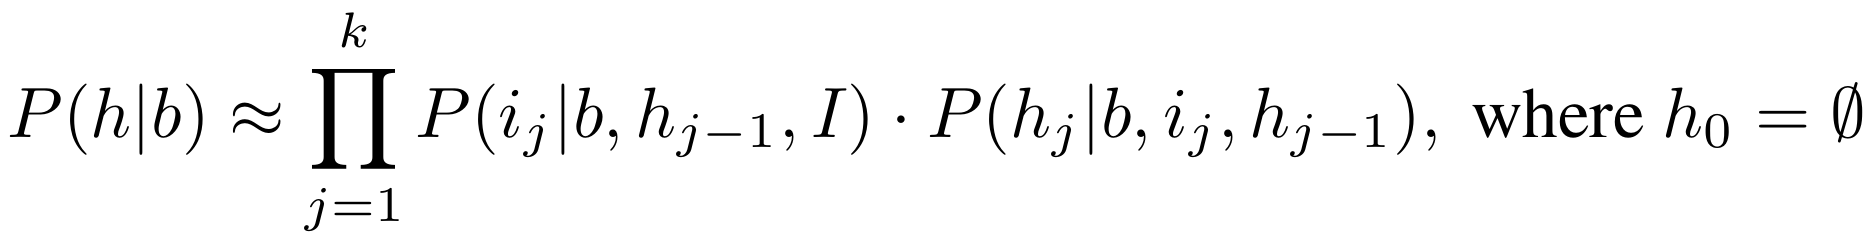 P(h|b) ≈ ∏_{j=1}^{k} P(i_j|b, h_{j−1}, I) · P(h_j|b, i_j, h_{j−1}), where h_0 = ∅